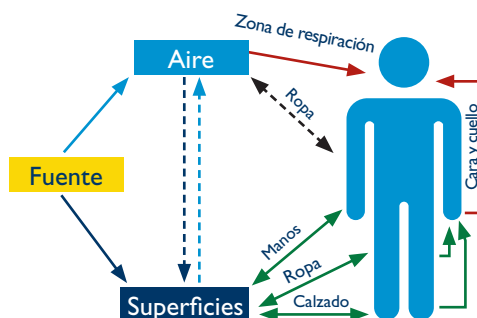 Zona de respiración
Aire
Ropa
Cara y cuello
Fuente
Manos
Ropa
Superficies
Calzado